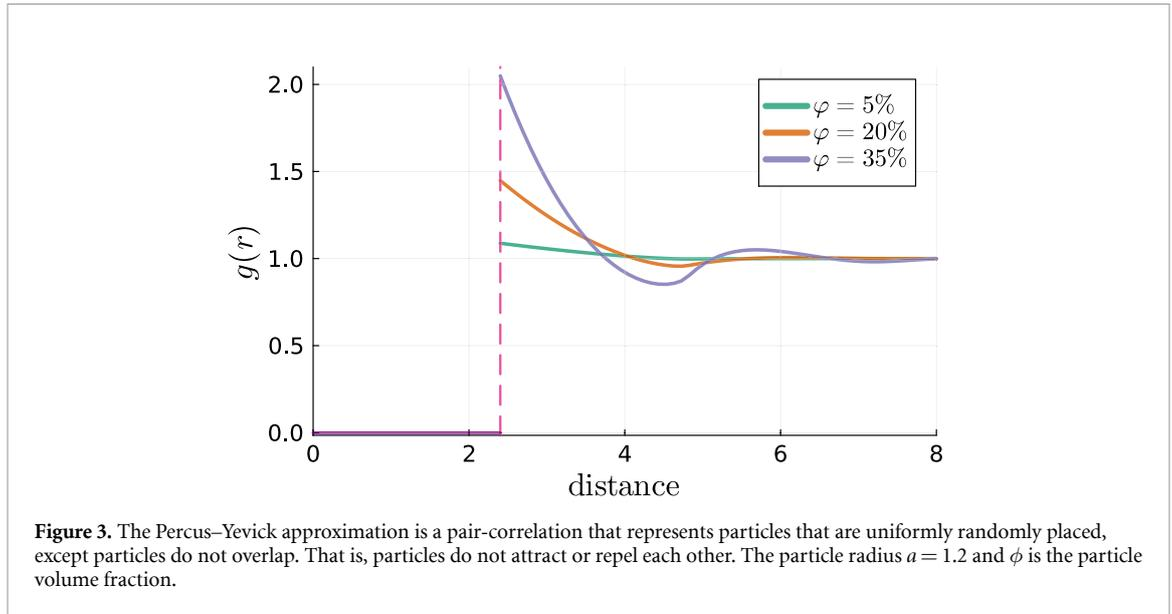 2.0
1.5
1.0
0.5
0.0
g(r)
0 2 4 6 8
distance
φ = 5%
φ = 20%
φ = 35%
Figure 3. The Percus–Yevick approximation is a pair-correlation that represents particles that are uniformly randomly placed,
except particles do not overlap. That is, particles do not attract or repel each other. The particle radius a = 1.2 and ϕ is the particle
volume fraction.